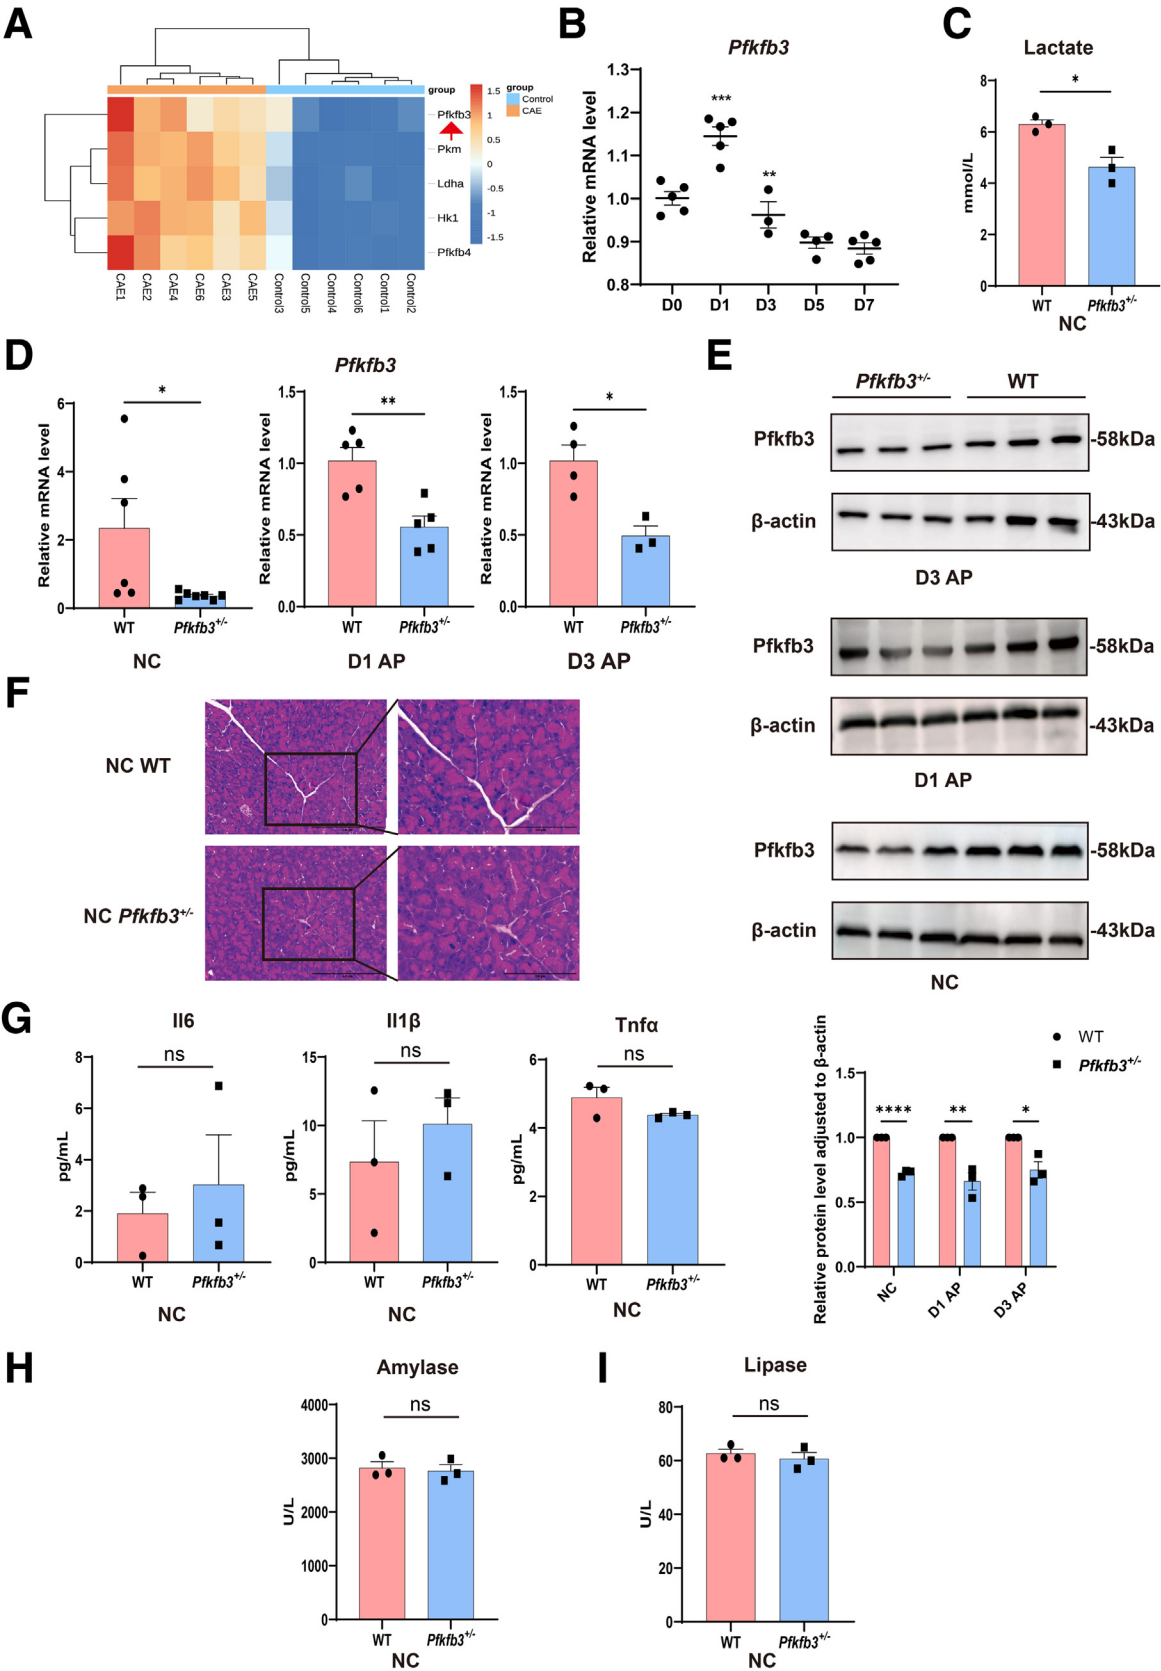 A
group
group
Control
CAE
Pfkfb3
Pkm
Ldha
Hk1
Pfkfb4
1.5
1
0.5
0
-0.5
-1
-1.5
CAE1
CAE2
CAE4
CAE6
CAE3
CAE5
Control3
Control5
Control4
Control6
Control1
Control2
B
Pfkfb3
Relative mRNA level
1.3
1.2
1.1
1.0
0.9
0.8
***
**
D0 D1 D3 D5 D7
C
Lactate
mmol/L
8
6
4
2
0
*
WT Pfkfb3+/-
NC
D
Pfkfb3
Relative mRNA level
6
4
2
0
*
WT Pfkfb3+/-
NC
Relative mRNA level
1.5
1.0
0.5
0.0
**
WT Pfkfb3+/-
D1 AP
Relative mRNA level
1.5
1.0
0.5
0.0
*
WT Pfkfb3+/-
D3 AP
E
Pfkfb3+/- WT
Pfkfb3 -58kDa
β-actin -43kDa
D3 AP
Pfkfb3 -58kDa
β-actin -43kDa
D1 AP
Pfkfb3 -58kDa
β-actin -43kDa
NC
Relative protein level adjusted to β-actin
WT
Pfkfb3+/-
1.5
1.0
0.5
0.0
**** ** *
NC D1 AP D3 AP
F
NC WT
NC Pfkfb3+/-
G
Il6
pg/mL
8
6
4
2
0
ns
WT Pfkfb3+/-
NC
Il1β
pg/mL
15
10
5
0
ns
WT Pfkfb3+/-
NC
Tnfα
pg/mL
6
4
2
0
ns
WT Pfkfb3+/-
NC
H
Amylase
U/L
4000
3000
2000
1000
0
ns
WT Pfkfb3+/-
NC
I
Lipase
U/L
80
60
40
20
0
ns
WT Pfkfb3+/-
NC